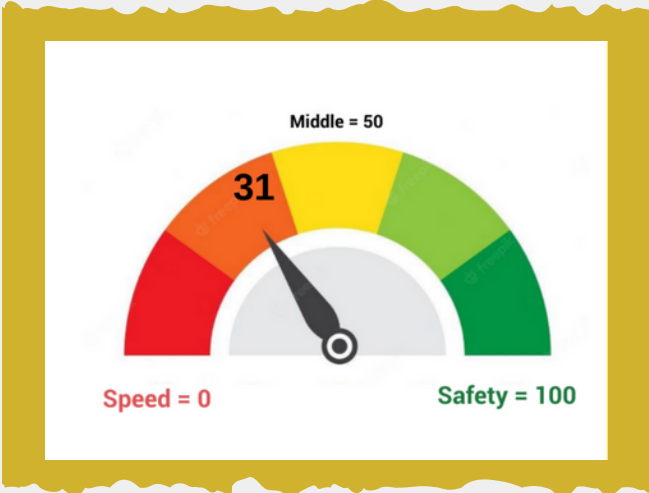 Middle = 50
31
Speed = 0
Safety = 100